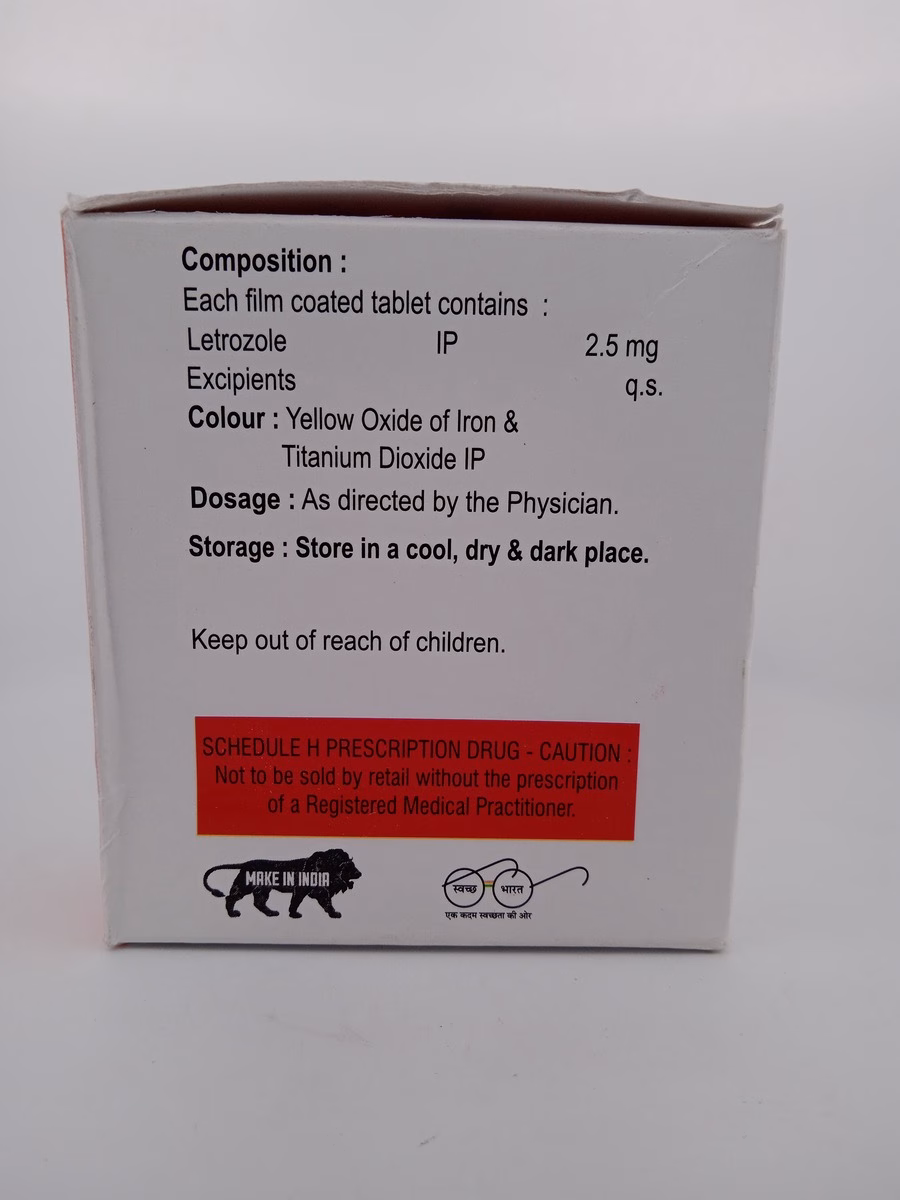 Composition :
Each film coated tablet contains :
Letrozole IP 2.5 mg
Excipients q.s.
Colour : Yellow Oxide of Iron &
Titanium Dioxide IP
Dosage : As directed by the Physician.
Storage : Store in a cool, dry & dark place.
Keep out of reach of children.
SCHEDULE H PRESCRIPTION DRUG - CAUTION :
Not to be sold by retail without the prescription
of a Registered Medical Practitioner.
MAKE IN INDIA
स्वच्छ भारत
एक कदम स्वच्छता की ओर